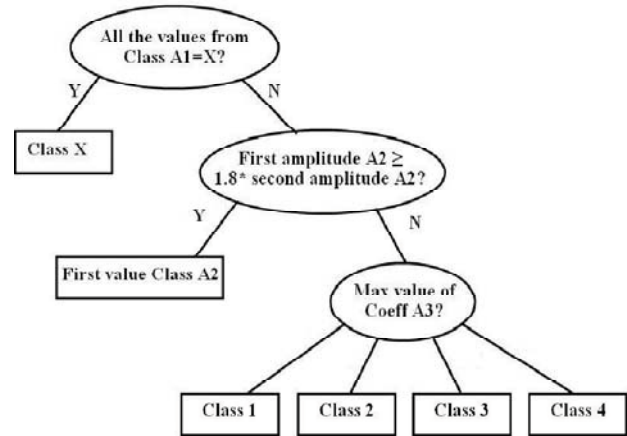 All the values from
Class A1=X?
Y
N
Class X
First amplitude A2 ≥
1.8* second amplitude A2?
Y
N
First value Class A2
Max value of
Coeff A3?
Class 1
Class 2
Class 3
Class 4